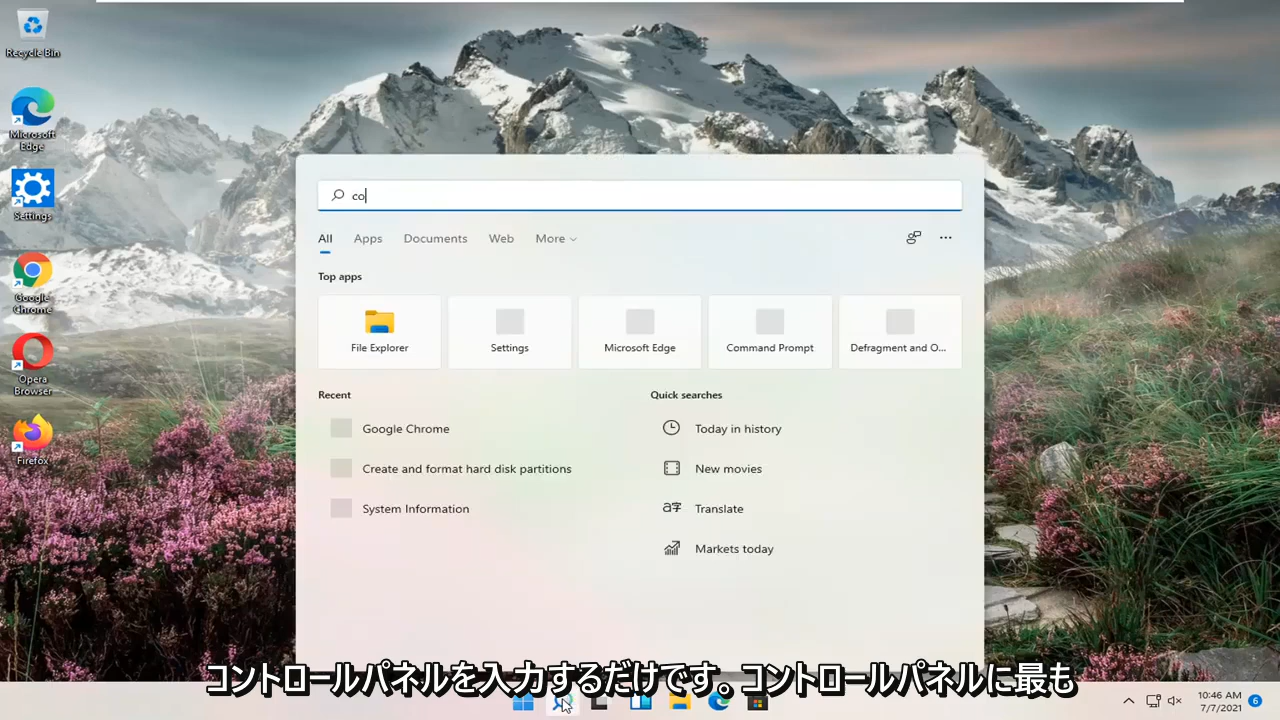 Recycle Bin
Microsoft
Edge
Settings
Google
Chrome
Opera
Browser
Firefox
co
All Apps Documents Web More
Top apps
File Explorer Settings Microsoft Edge Command Prompt Defragment and O...
Recent
Google Chrome
Create and format hard disk partitions
System Information
Quick searches
Today in history
New movies
Translate
Markets today
コントロールパネルを入力するだけです。コントロールパネルに最も
10:46 AM
7/7/2021
6